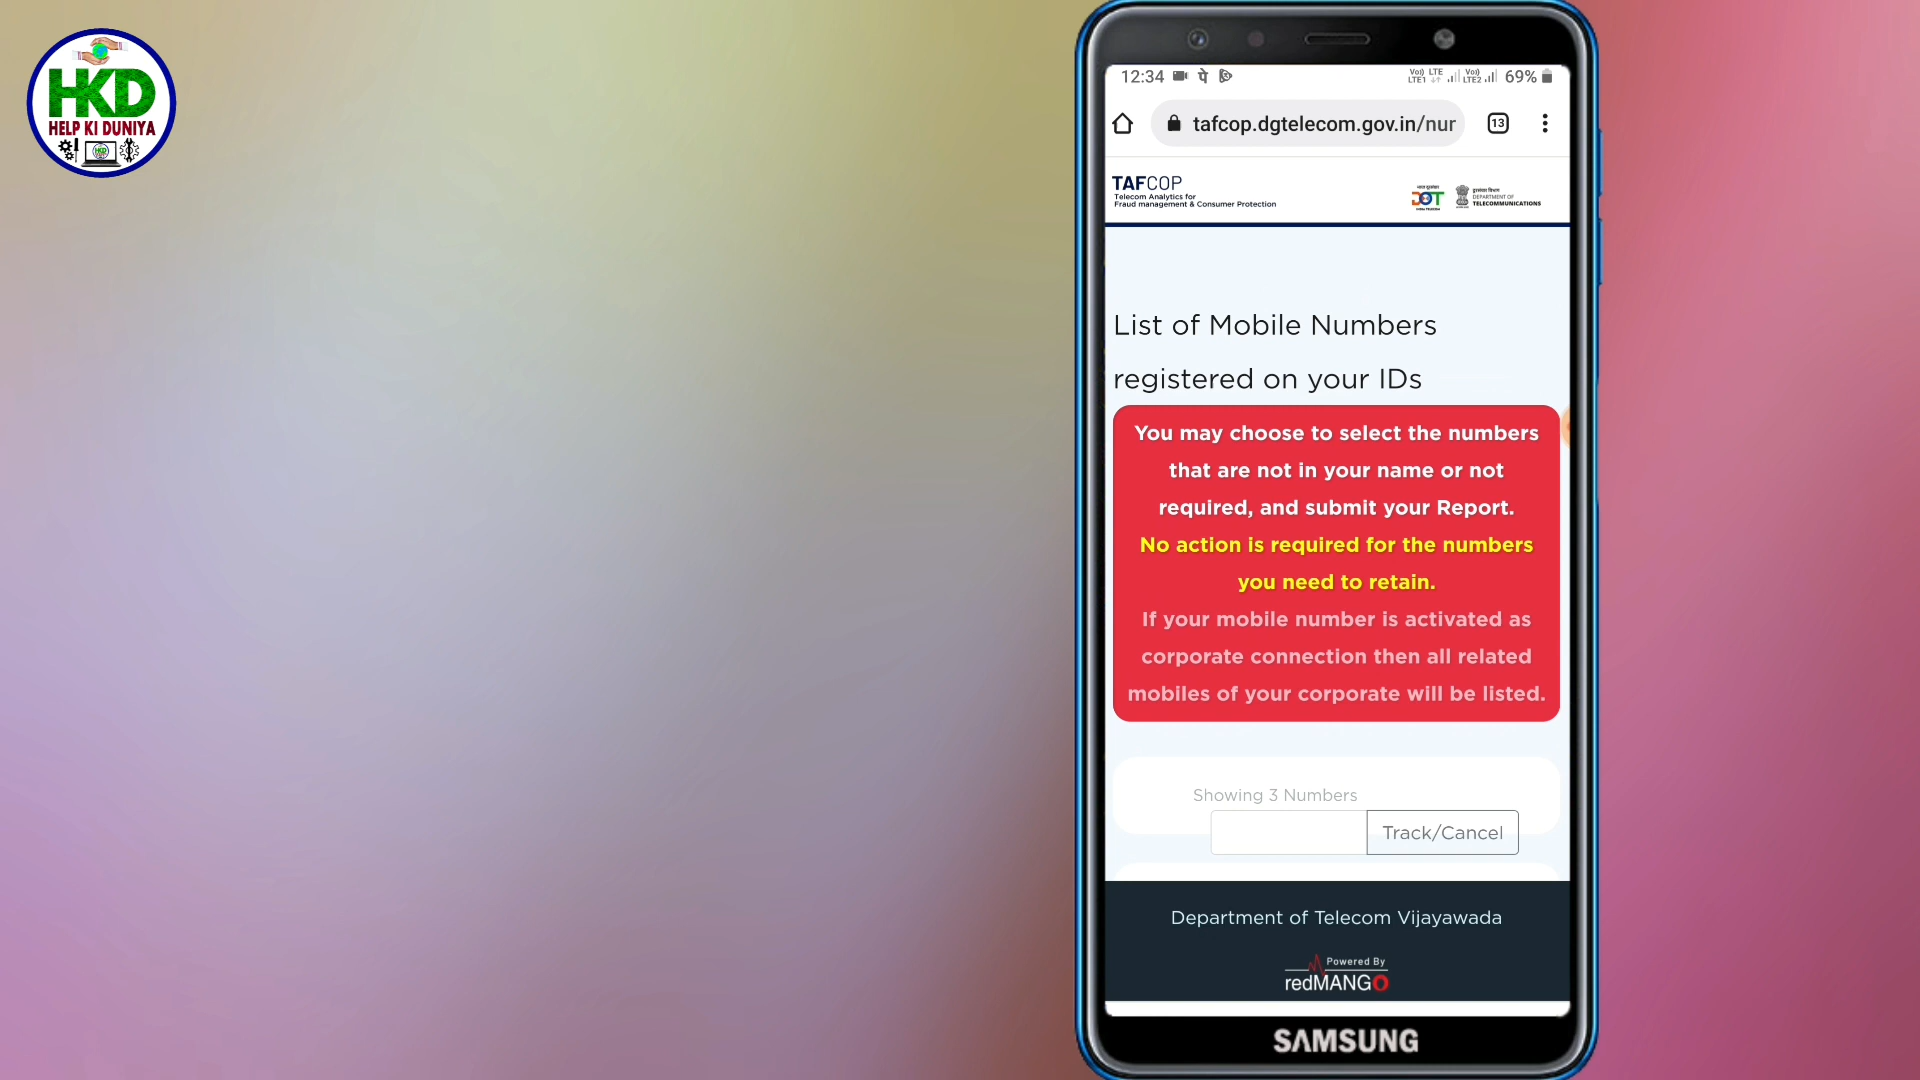 HKD
HELP KI DUNIYA
12:34 पे
LTE
LTE1
LTE2
69%
tafcop.dgtelecom.gov.in/nur
13
TAFCOP
Telecom Analytics for
Fraud management & Consumer Protection
DOT
DEPARTMENT OF
TELECOMMUNICATIONS
List of Mobile Numbers
registered on your IDs
You may choose to select the numbers
that are not in your name or not
required, and submit your Report.
No action is required for the numbers
you need to retain.
If your mobile number is activated as
corporate connection then all related
mobiles of your corporate will be listed.
Showing 3 Numbers
Track/Cancel
Department of Telecom Vijayawada
Powered By
redMANGO
SAMSUNG